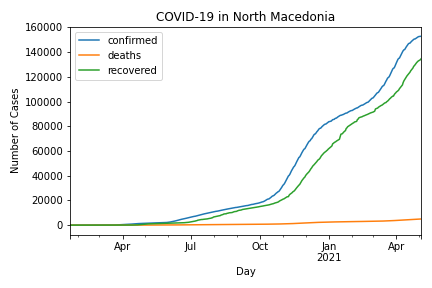 COVID-19 in North Macedonia
160000
140000
120000
100000
80000
60000
40000
20000
0
Number of Cases
confirmed
deaths
recovered
Apr
Jul
Oct
Jan
2021
Apr
Day